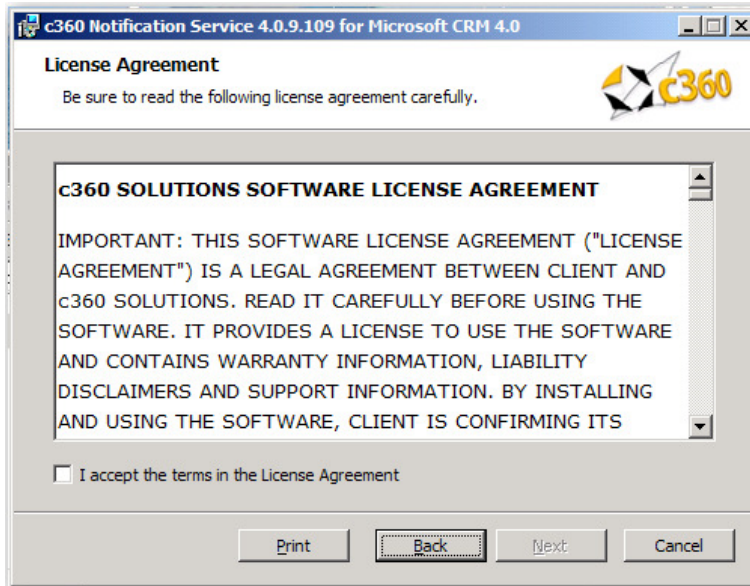 c360 Notification Service 4.0.9.109 for Microsoft CRM 4.0
License Agreement
Be sure to read the following license agreement carefully.
c360
c360 SOLUTIONS SOFTWARE LICENSE AGREEMENT
IMPORTANT: THIS SOFTWARE LICENSE AGREEMENT ("LICENSE
AGREEMENT") IS A LEGAL AGREEMENT BETWEEN CLIENT AND
c360 SOLUTIONS. READ IT CAREFULLY BEFORE USING THE
SOFTWARE. IT PROVIDES A LICENSE TO USE THE SOFTWARE
AND CONTAINS WARRANTY INFORMATION, LIABILITY
DISCLAIMERS AND SUPPORT INFORMATION. BY INSTALLING
AND USING THE SOFTWARE, CLIENT IS CONFIRMING ITS
I accept the terms in the License Agreement
Print Back Next Cancel